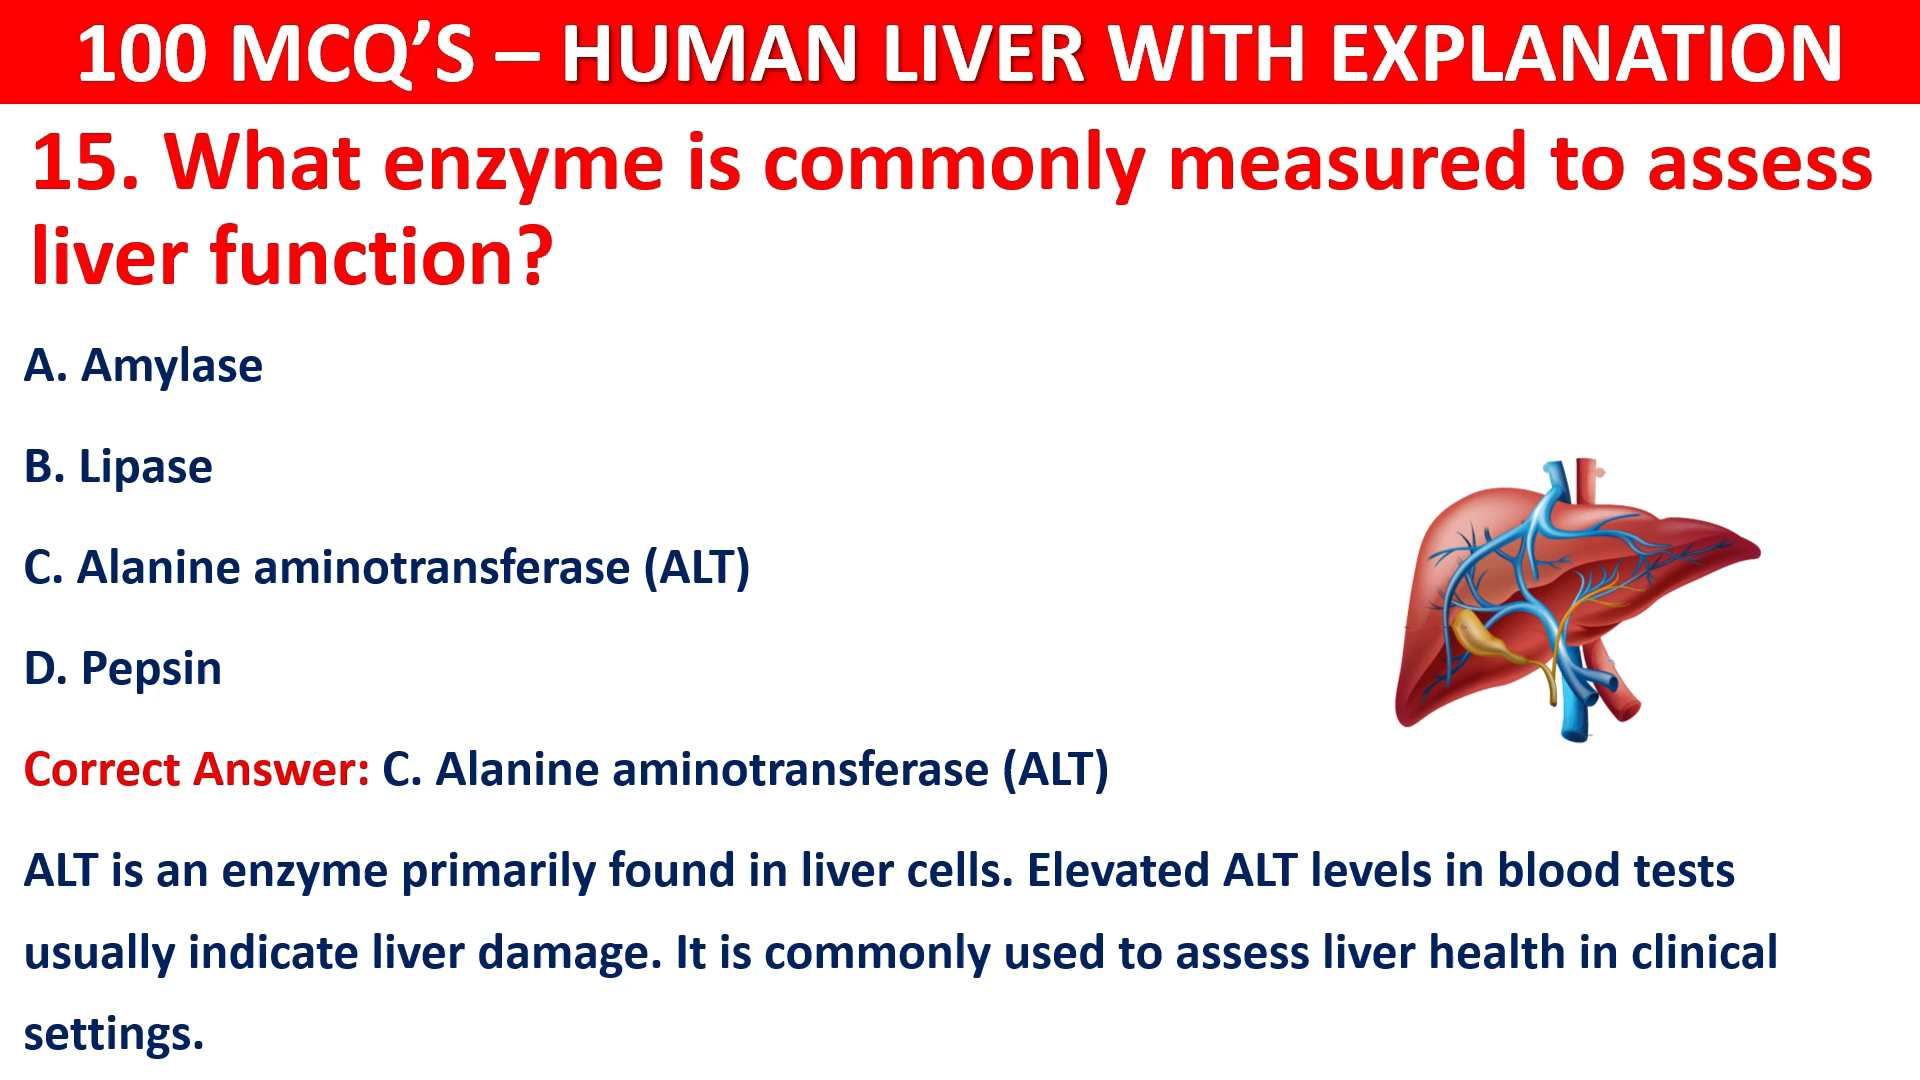 100 MCQ’S – HUMAN LIVER WITH EXPLANATION
15. What enzyme is commonly measured to assess
liver function?
A. Amylase
B. Lipase
C. Alanine aminotransferase (ALT)
D. Pepsin
Correct Answer: C. Alanine aminotransferase (ALT)
ALT is an enzyme primarily found in liver cells. Elevated ALT levels in blood tests
usually indicate liver damage. It is commonly used to assess liver health in clinical
settings.